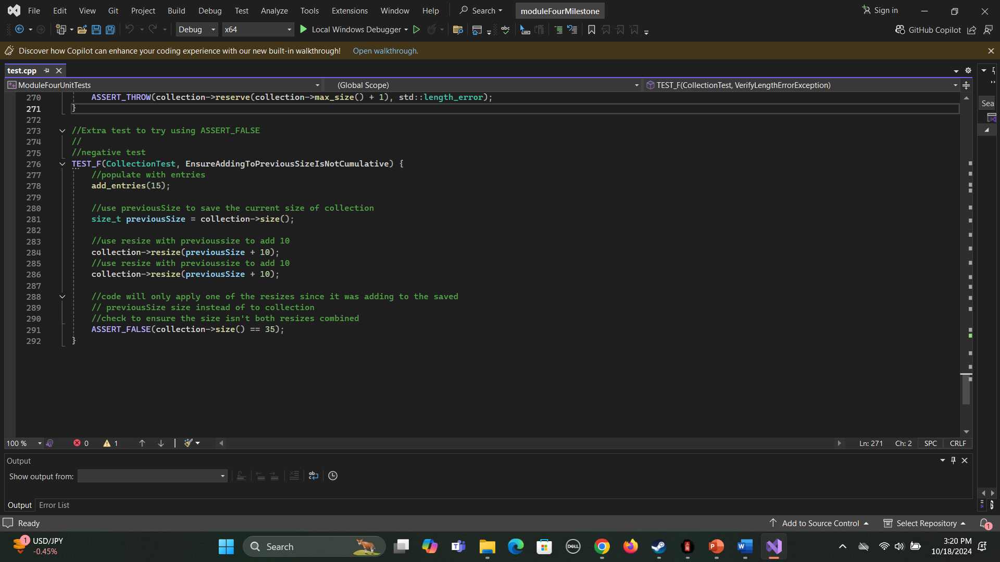 File Edit View Git Project Build Debug Test Analyze Tools Extensions Window Help Search moduleFourMilestone Sign in
Debug x64 Local Windows Debugger GitHub Copilot
Discover how Copilot can enhance your coding experience with our new built-in walkthrough! Open walkthrough.
test.cpp
ModuleFourUnitTests (Global Scope) TEST_F(CollectionTest, VerifyLengthErrorException)
270 ASSERT_THROW(collection->reserve(collection->max_size() + 1), std::length_error);
271 }
272
273 //Extra test to try using ASSERT_FALSE
274 //
275 //negative test
276 TEST_F(CollectionTest, EnsureAddingToPreviousSizeIsNotCumulative) {
277 //populate with entries
278 add_entries(15);
279
280 //use previousSize to save the current size of collection
281 size_t previousSize = collection->size();
282
283 //use resize with previoussize to add 10
284 collection->resize(previousSize + 10);
285 //use resize with previoussize to add 10
286 collection->resize(previousSize + 10);
287
288 //code will only apply one of the resizes since it was adding to the saved
289 // previousSize size instead of to collection
290 //check to ensure the size isn't both resizes combined
291 ASSERT_FALSE(collection->size() == 35);
292 }
Sea
100 % 0 1 Ln: 271 Ch: 2 SPC CRLF
Output
Show output from:
Output Error List
Ready Add to Source Control Select Repository 1
1 USD/JPY
-0.45%
Search
DELL
3:20 PM
10/18/2024